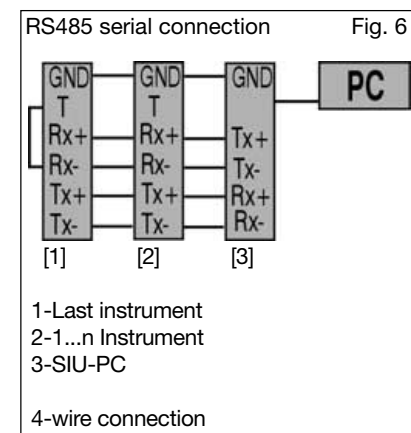 RS485 serial connection Fig. 6
GND GND GND PC
T T
Rx+ Rx+ Tx+
Rx- Rx- Tx-
Tx+ Tx+ Rx+
Tx- Tx- Rx-
[1] [2] [3]
1-Last instrument
2-1...n Instrument
3-SIU-PC
4-wire connection